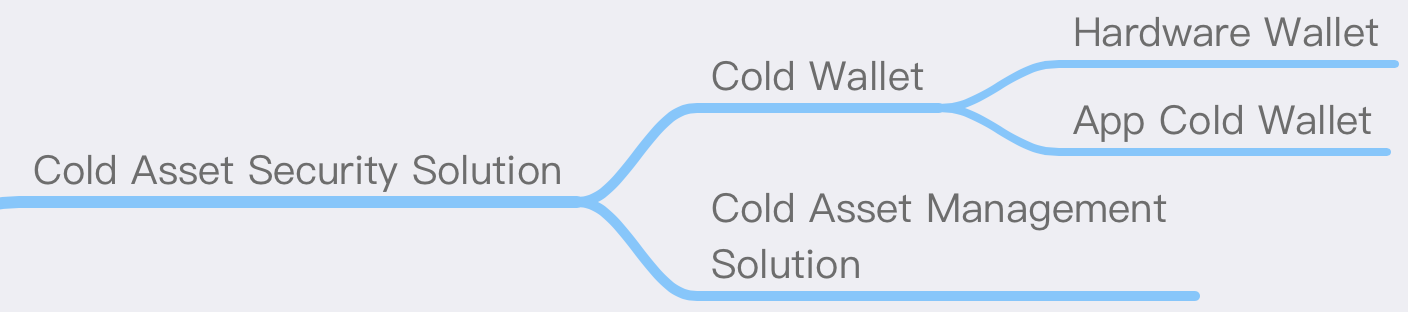 Cold Asset Security Solution
Cold Wallet
Hardware Wallet
App Cold Wallet
Cold Asset Management
Solution